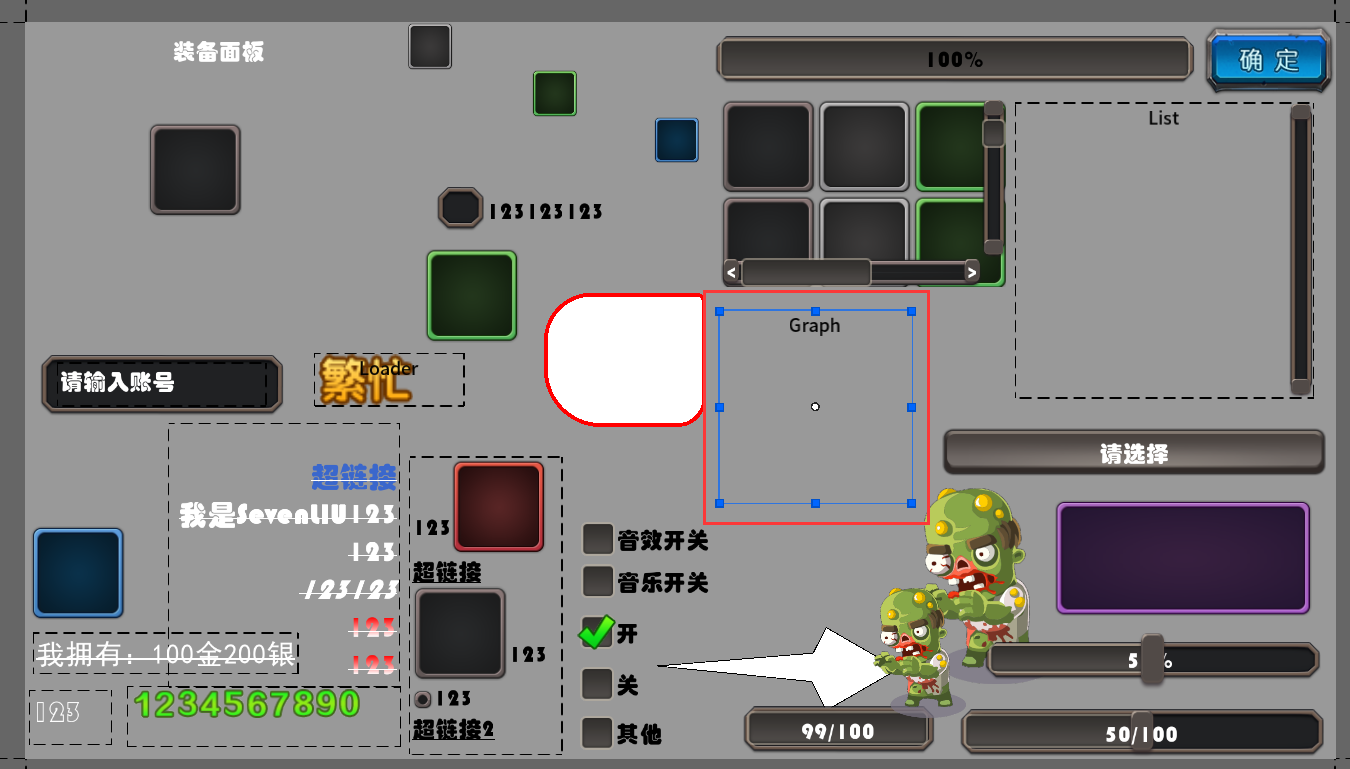 装备面板
100%
确 定
List
123123123
Graph
请输入账号
Loader
繁忙
请选择
超链接
我是SevenLIU123
123
123123
123
123
我拥有：100金200银
123
1234567890
123
超链接
123
123
超链接2
音效开关
音乐开关
开
关
其他
99/100
50/100